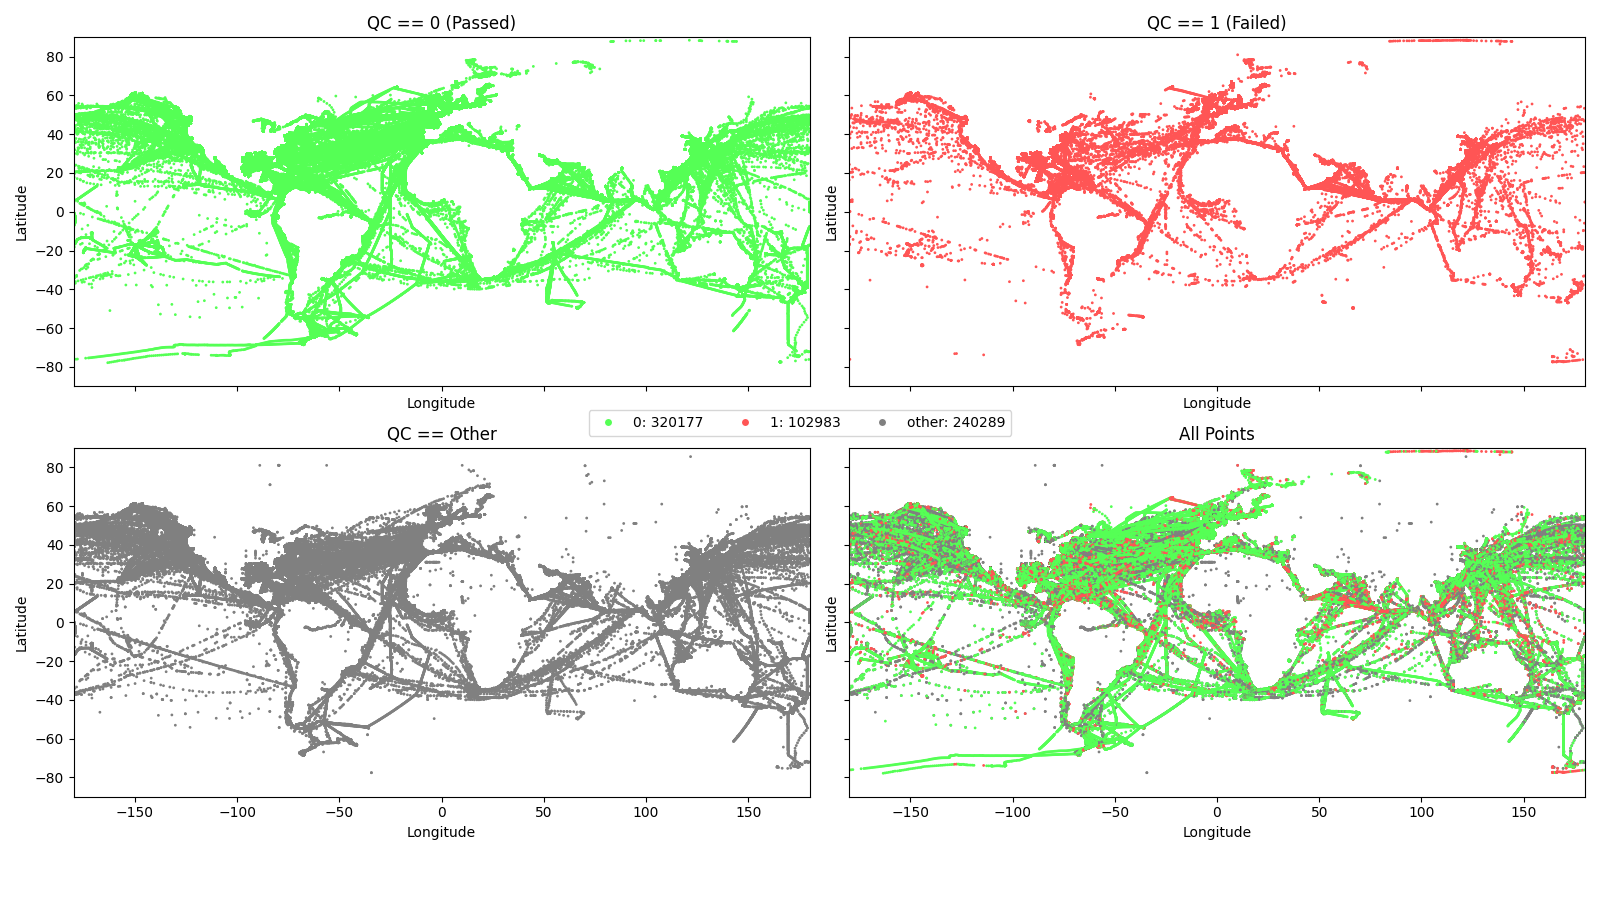 QC == 0 (Passed)
QC == 1 (Failed)
80
60
40
20
0
−20
−40
−60
−80
Latitude
Latitude
Longitude
Longitude
0: 320177 1: 102983 other: 240289
QC == Other
All Points
80
60
40
20
0
−20
−40
−60
−80
Latitude
Latitude
−150 −100 −50 0 50 100 150
−150 −100 −50 0 50 100 150
Longitude
Longitude